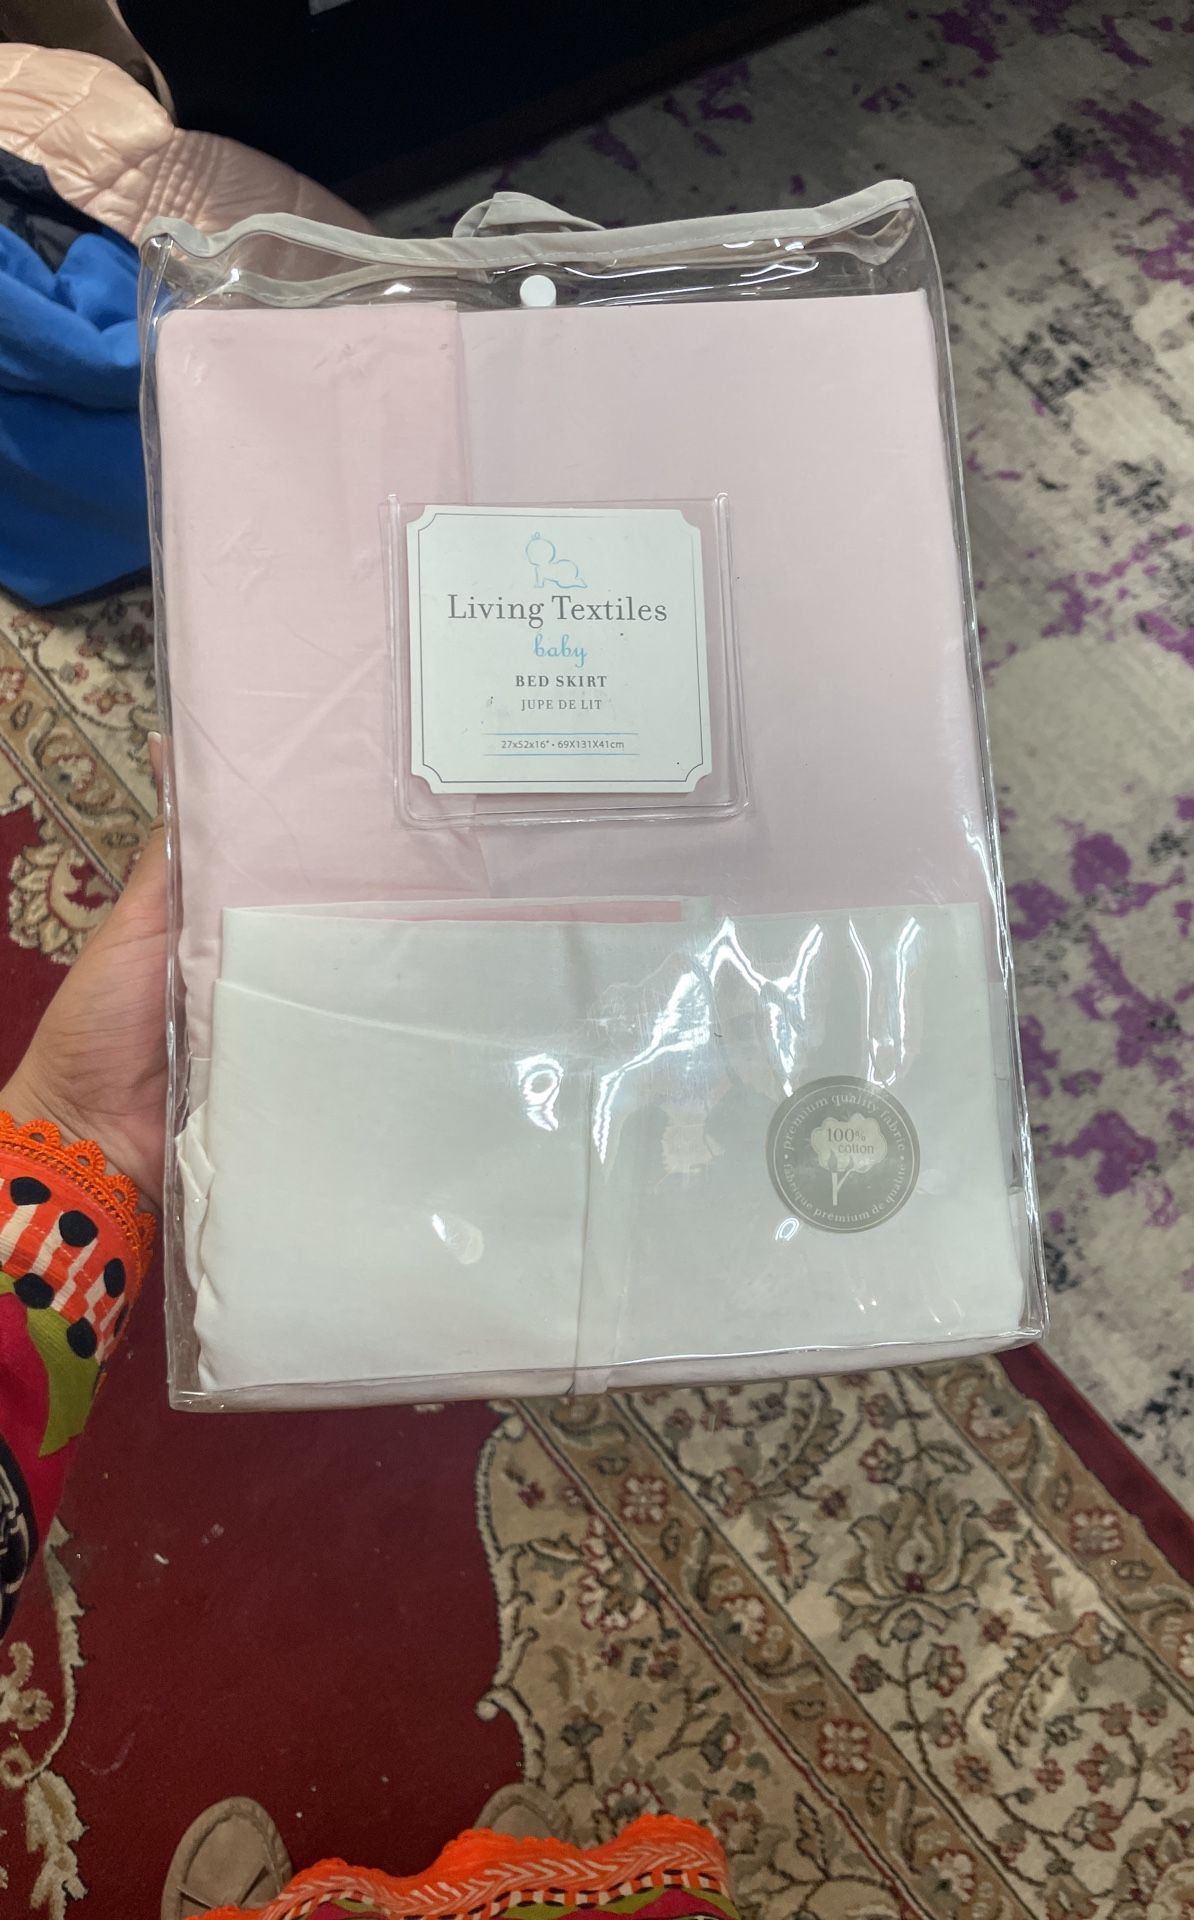 Living Textiles
baby
BED SKIRT
JUPE DE LIT
27x52x16" • 69X131X41cm
• premium quality fabric •
100%
cotton
fabrique premium de qualité